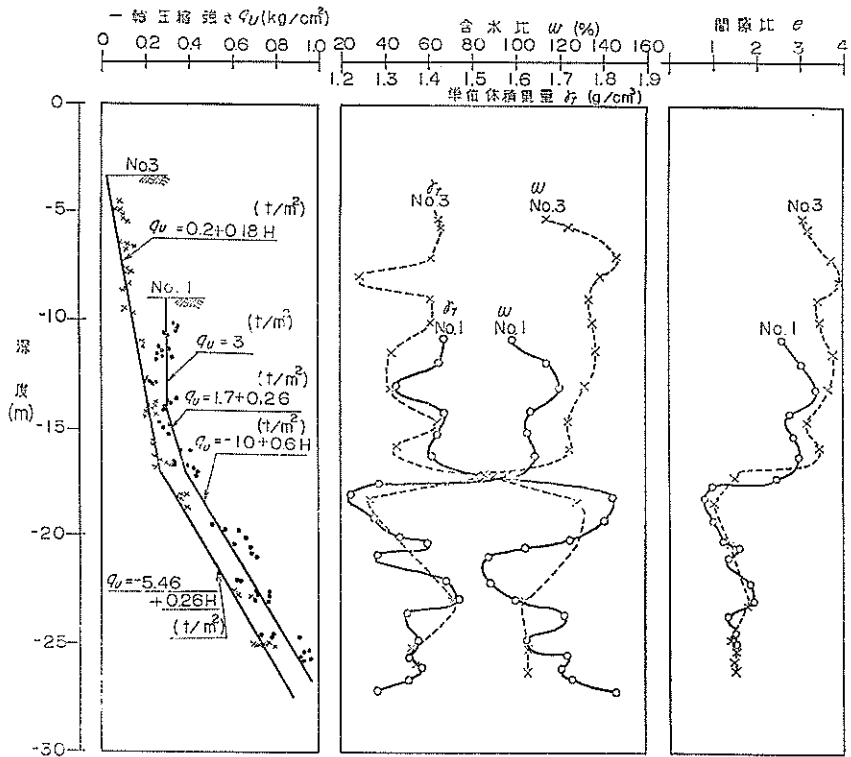 一軸圧縮強さ qu(kg/cm²)
0 0.2 0.4 0.6 0.8 1.0
含水比 ω (%)
20 40 60 80 100 120 140 160
1.2 1.3 1.4 1.5 1.6 1.7 1.8 1.9
単位体積重量 γT (g/cm³)
間隙比 e
1 2 3 4
深度(m)
0
-5
-10
-15
-20
-25
-30
No.3
(t/m²)
qu = 0.2+0.18H
No.1
(t/m²)
qu = 3
(t/m²)
qu=1.7+0.26
(t/m²)
qu=-10+0.6H
qu=-5.46
+0.26H
(t/m²)
γT
No.3
ω
No.3
γT
No.1
ω
No.1
No.3
No.1